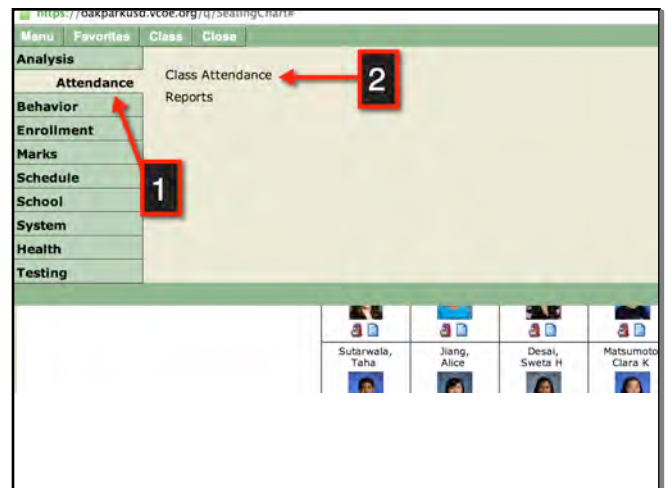 https://oakparkusd.vcoe.org/q/SeatingChart#
Menu Favorites Class Close
Analysis
Attendance
Behavior
Enrollment
Marks
Schedule
School
System
Health
Testing
Class Attendance
Reports
2
1
Sutarwala,
Taha
Jiang,
Alice
Desai,
Sweta H
Matsumoto
Clara K